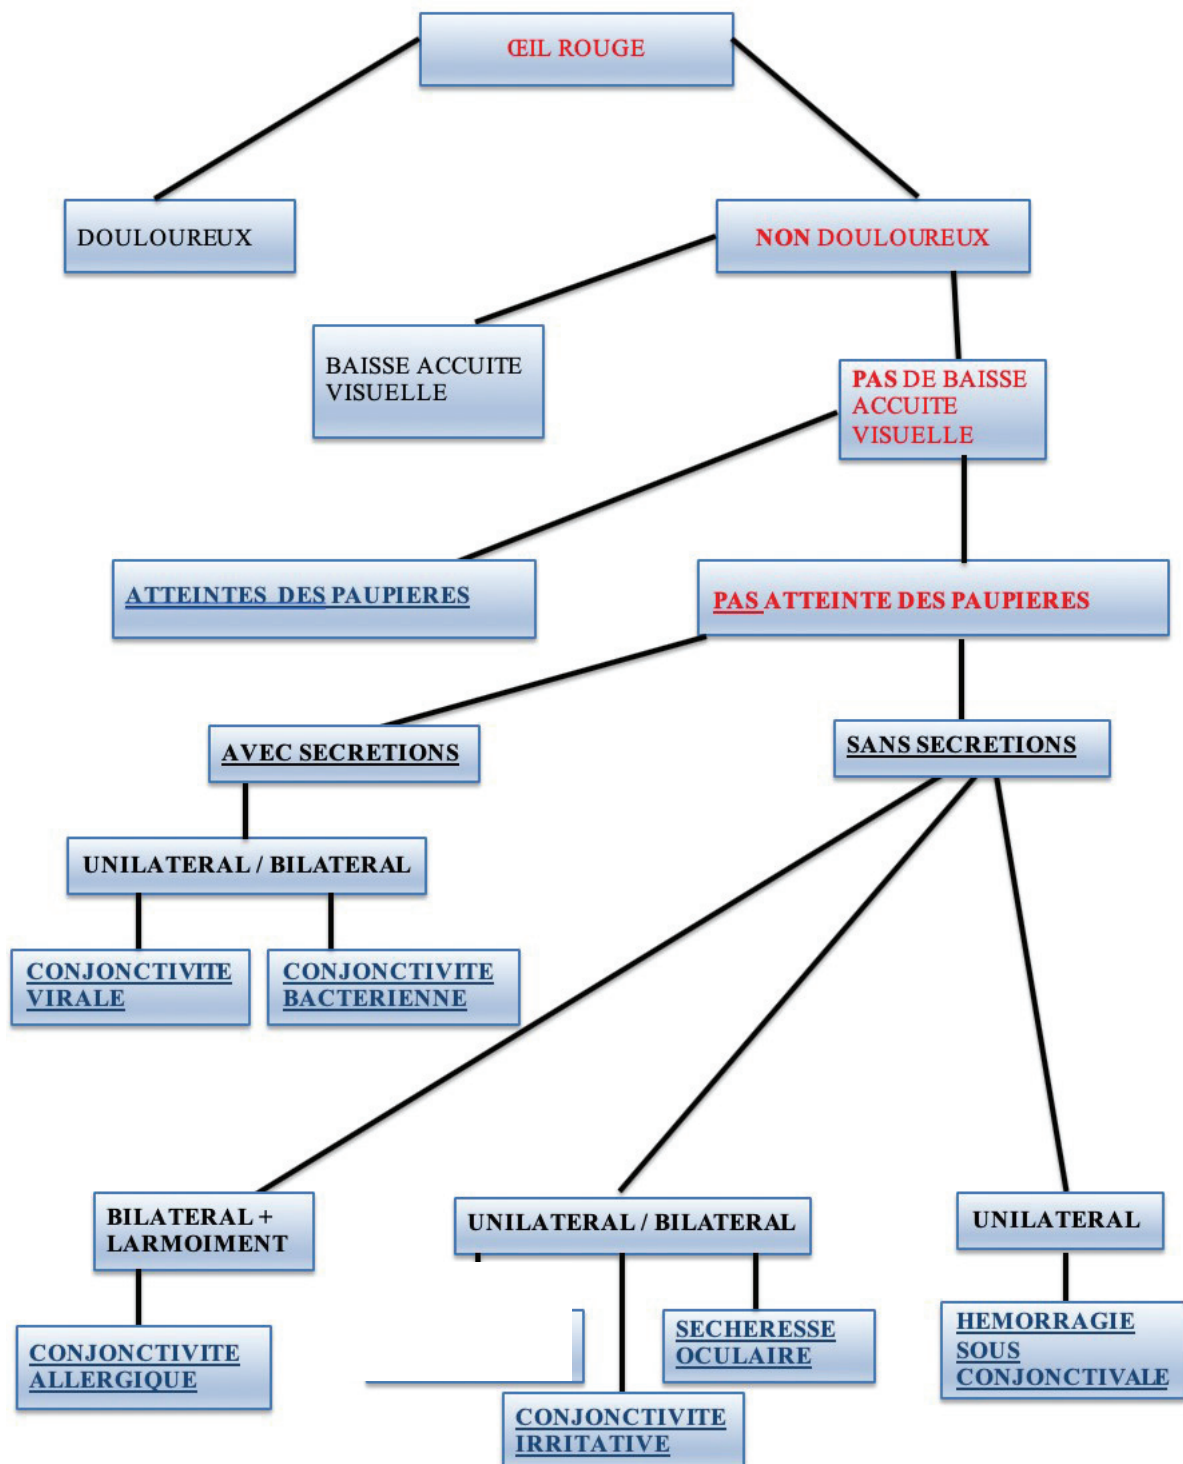 ŒIL ROUGE
DOULOUREUX
NON DOULOUREUX
BAISSE ACCUITE
VISUELLE
PAS DE BAISSE
ACCUITE
VISUELLE
ATTEINTES DES PAUPIERES
PAS ATTEINTE DES PAUPIERES
AVEC SECRETIONS
SANS SECRETIONS
UNILATERAL / BILATERAL
CONJONCTIVITE
VIRALE
CONJONCTIVITE
BACTERIENNE
BILATERAL +
LARMOIMENT
UNILATERAL / BILATERAL
UNILATERAL
CONJONCTIVITE
ALLERGIQUE
SECHERESSE
OCULAIRE
HEMORRAGIE
SOUS
CONJONCTIVALE
CONJONCTIVITE
IRRITATIVE